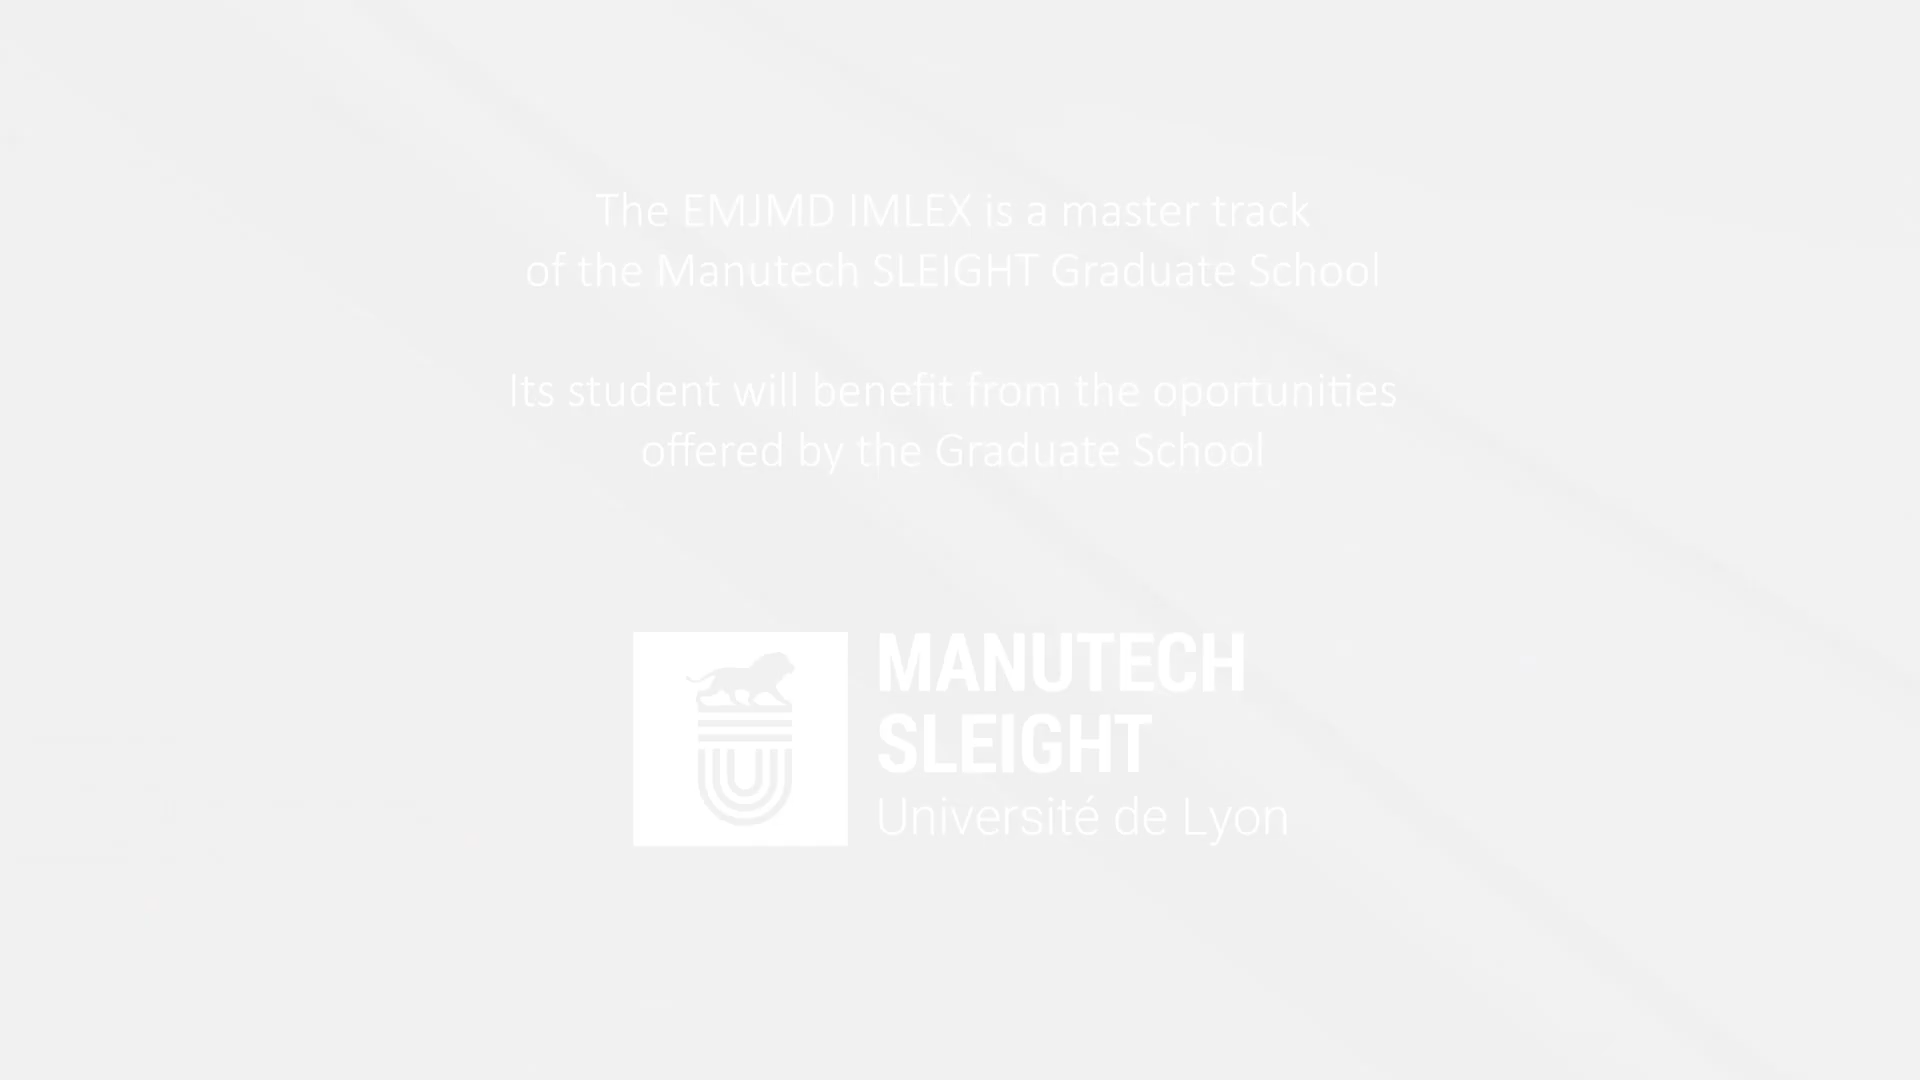 The EMJMD IMLEX is a master track
of the Manutech SLEIGHT Graduate School
Its student will benefit from the oportunities
offered by the Graduate School
MANUTECH
SLEIGHT
Université de Lyon